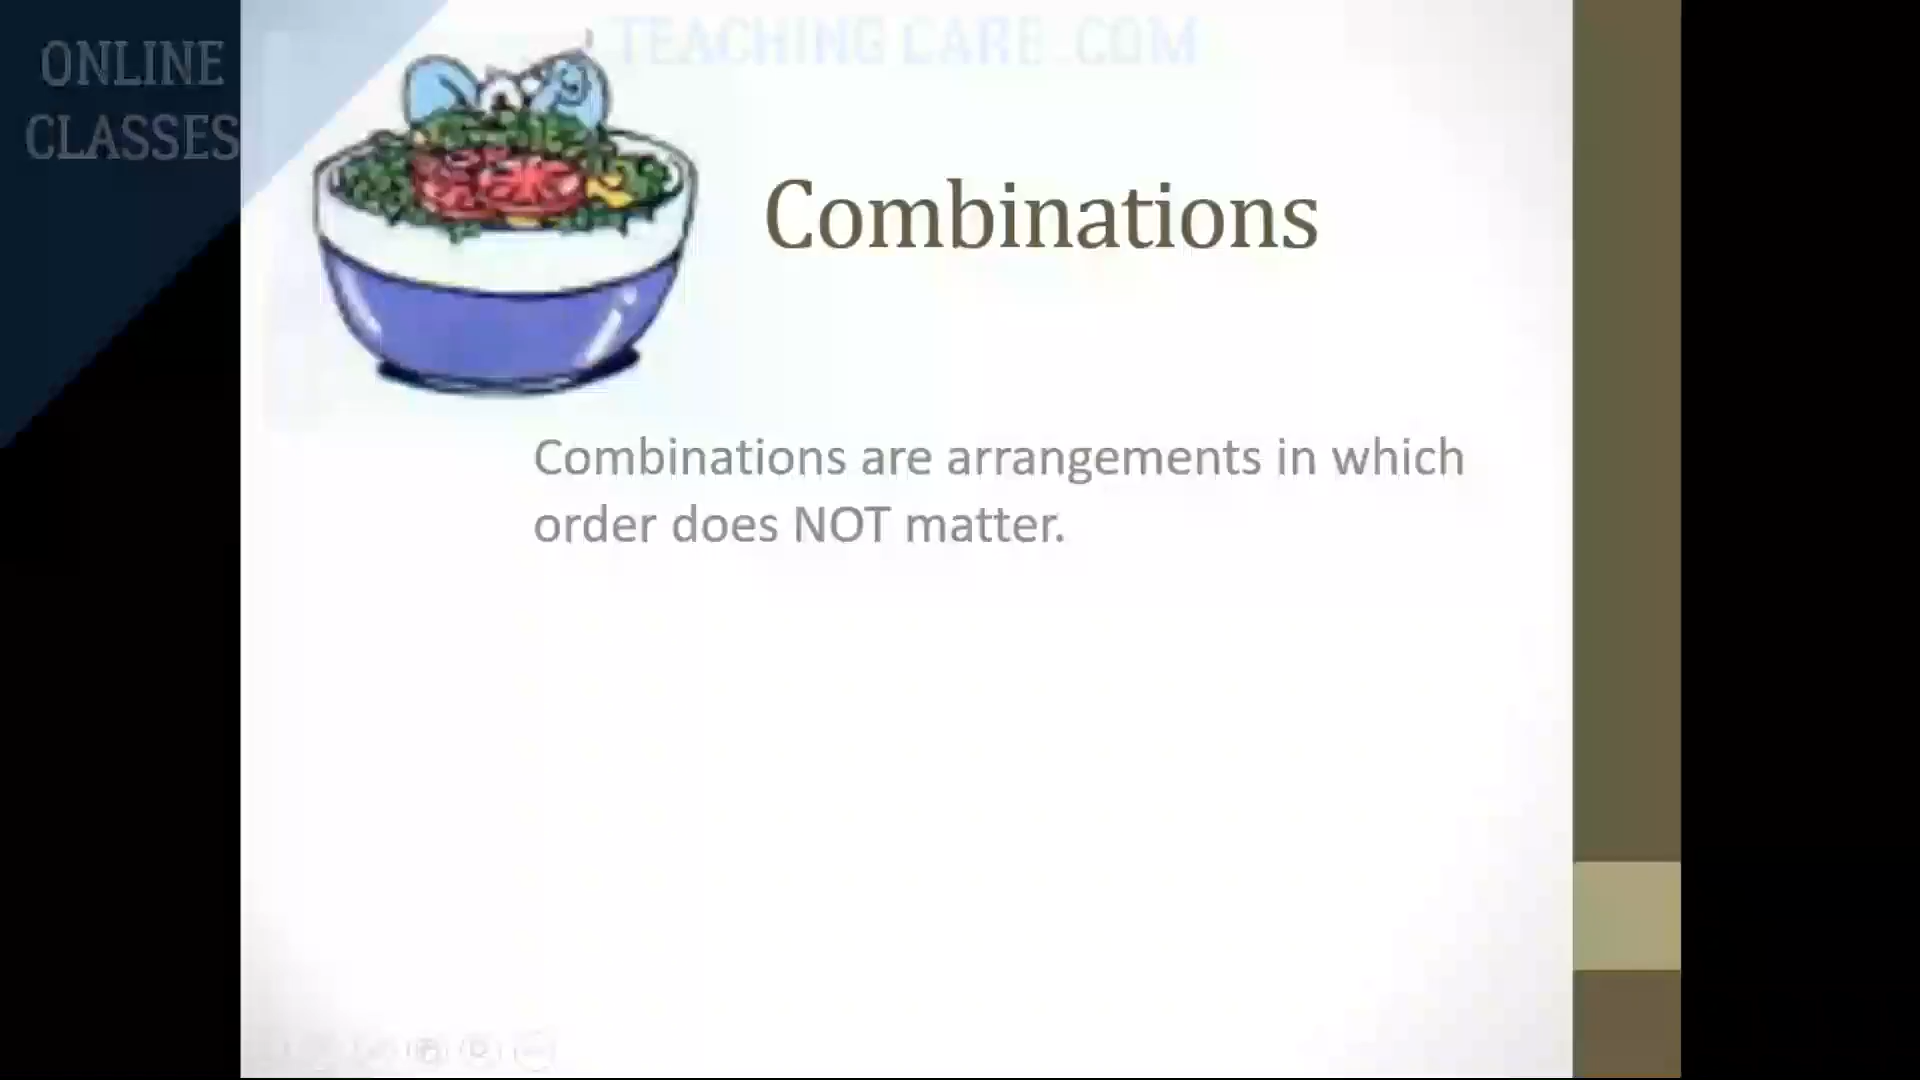 ONLINE
CLASSES
TEACHING CARE .COM
Combinations
Combinations are arrangements in which
order does NOT matter.